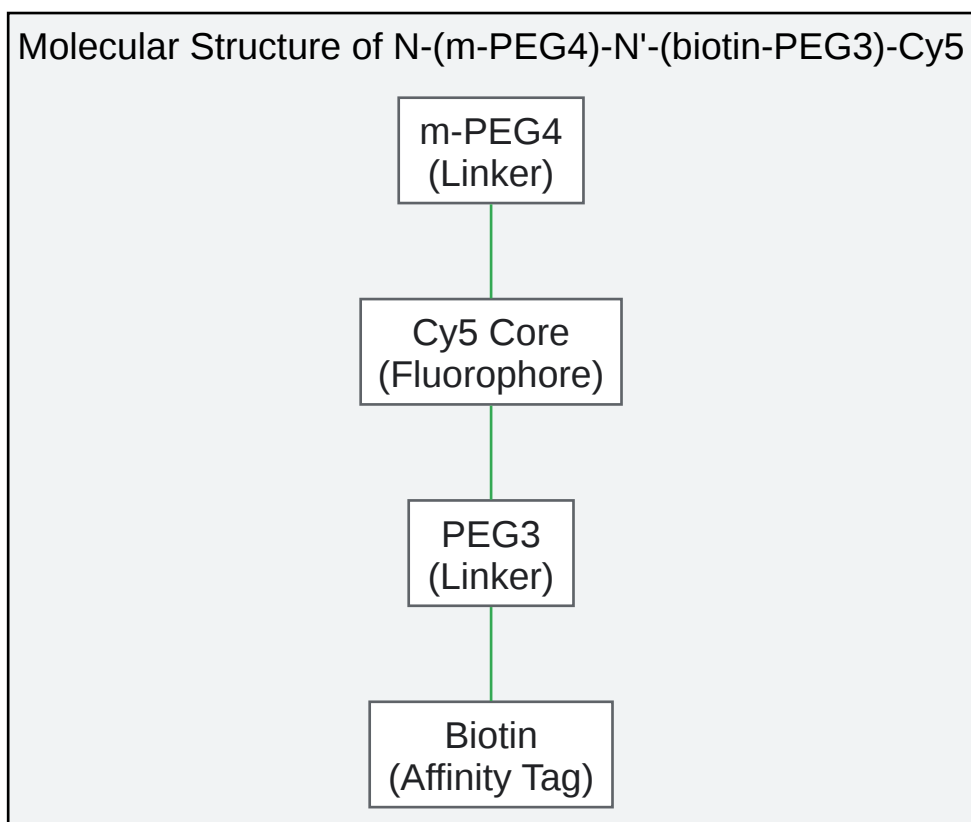 Molecular Structure of N-(m-PEG4)-N'-(biotin-PEG3)-Cy5
m-PEG4
(Linker)
Cy5 Core
(Fluorophore)
PEG3
(Linker)
Biotin
(Affinity Tag)